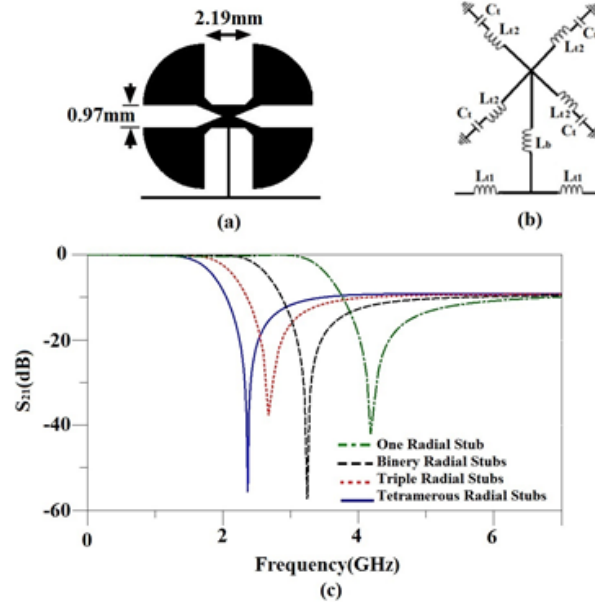 2.19mm
0.97mm
(a)
Ct
Lt2
Ct
Lt2
Ct
Lt2
Lt2
Ct
Lb
Lt1
Lt1
(b)
0
-20
-40
-60
S21(dB)
One Radial Stub
Binery Radial Stubs
Triple Radial Stubs
Tetramerous Radial Stubs
0
2
4
6
Frequency(GHz)
(c)